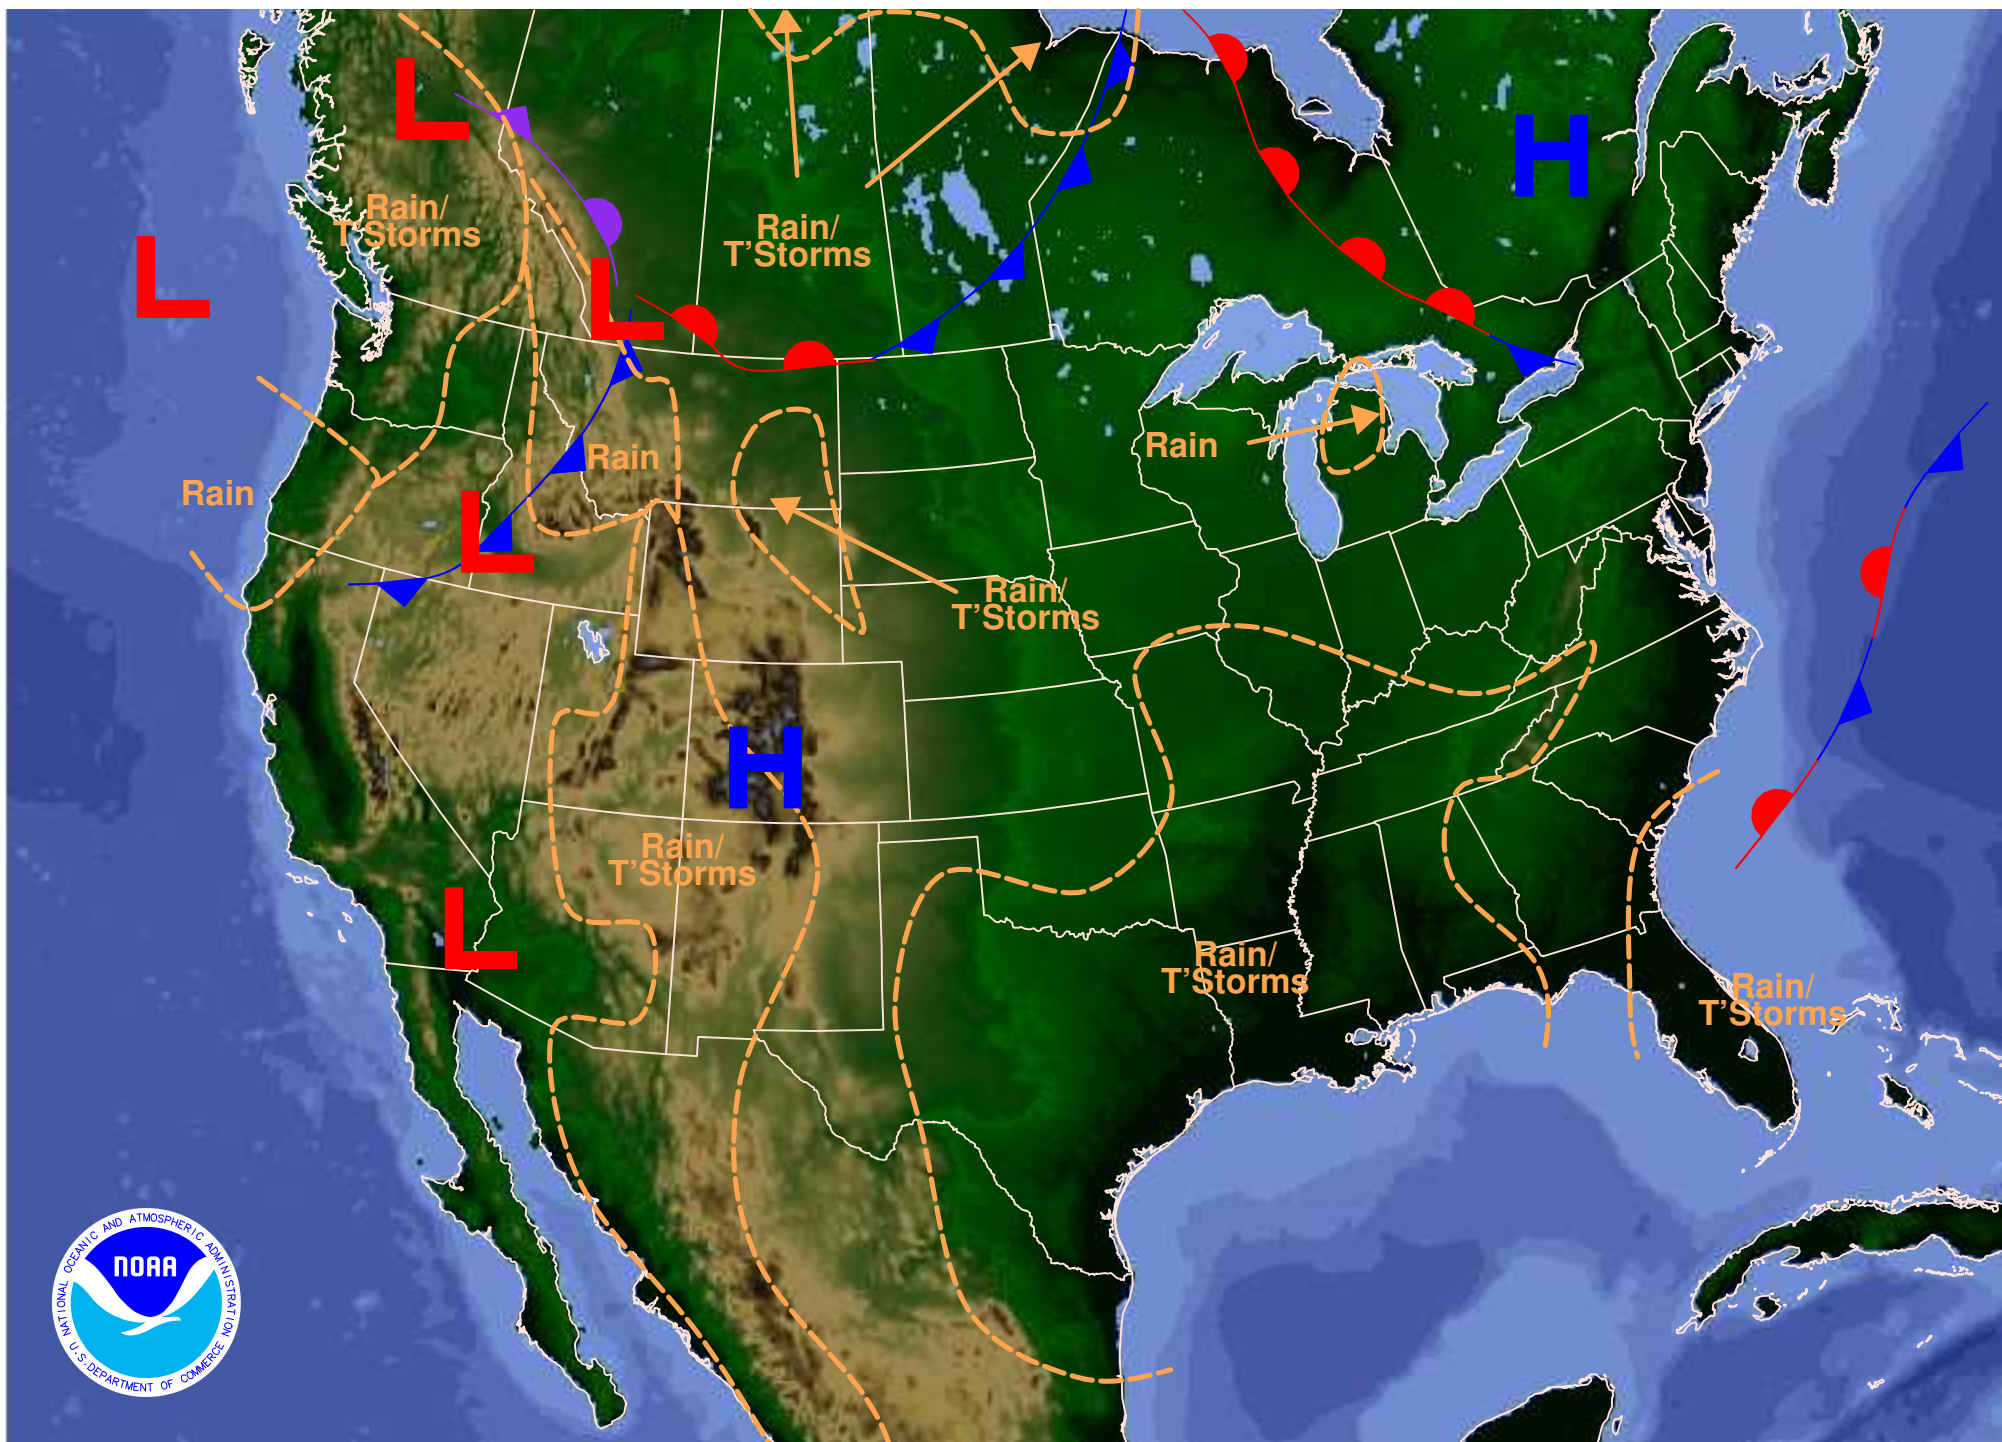 L
H
Rain/
T'Storms
Rain/
T'Storms
L
L
Rain
Rain
Rain
L
Rain/
T'Storms
H
Rain/
T'Storms
L
Rain/
T'Storms
Rain/
T'Storms
NATIONAL OCEANIC AND ATMOSPHERIC ADMINISTRATION
NOAA
U.S. DEPARTMENT OF COMMERCE